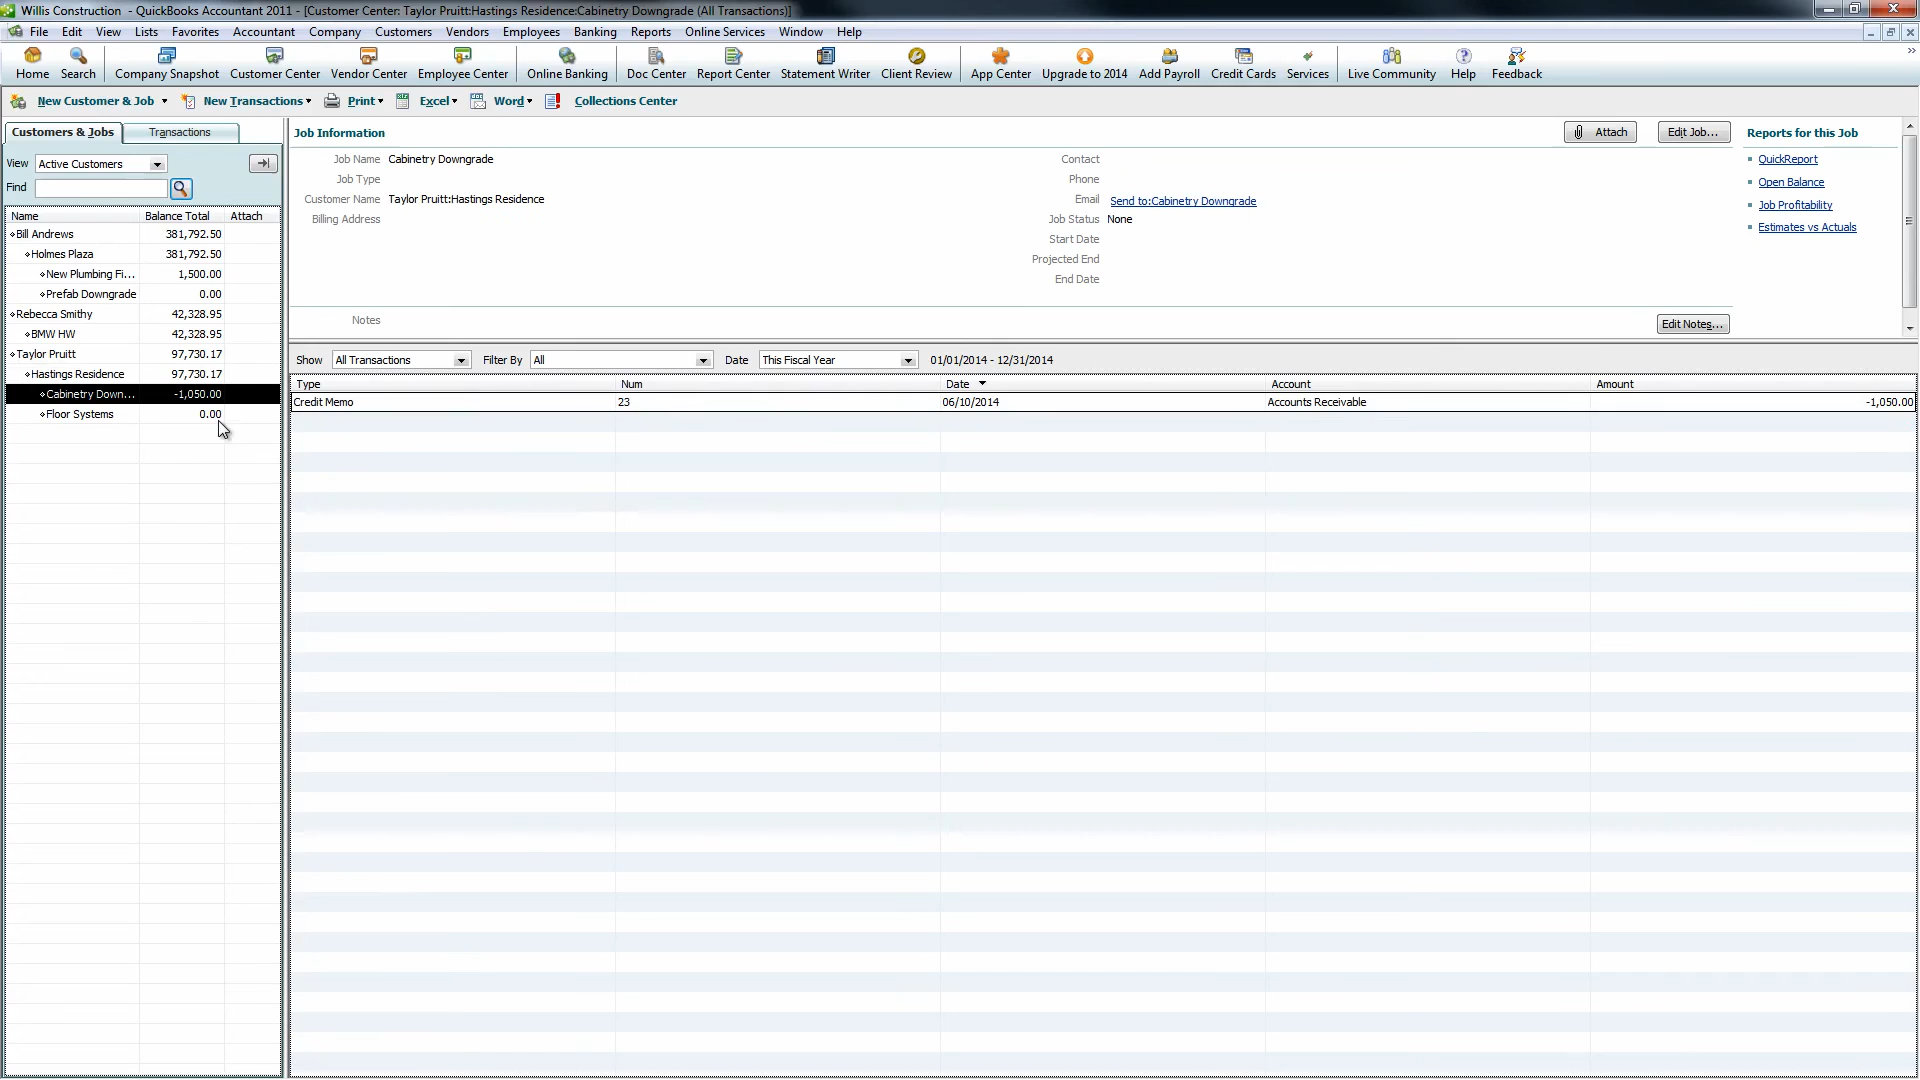 Willis Construction - QuickBooks Accountant 2011 - [Customer Center: Taylor Pruitt:Hastings Residence:Cabinetry Downgrade (All Transactions)]
File Edit View Lists Favorites Accountant Company Customers Vendors Employees Banking Reports Online Services Window Help
Home Search Company Snapshot Customer Center Vendor Center Employee Center Online Banking Doc Center Report Center Statement Writer Client Review App Center Upgrade to 2014 Add Payroll Credit Cards Services Live Community Help Feedback
New Customer & Job New Transactions Print Excel Word Collections Center
Customers & Jobs Transactions
View Active Customers
Find
Name Balance Total Attach
Bill Andrews 381,792.50
Holmes Plaza 381,792.50
New Plumbing Fi... 1,500.00
Prefab Downgrade 0.00
Rebecca Smithy 42,328.95
BMW HW 42,328.95
Taylor Pruitt 97,730.17
Hastings Residence 97,730.17
Cabinetry Down... -1,050.00
Floor Systems 0.00
Job Information Attach Edit Job...
Job Name Cabinetry Downgrade
Job Type
Customer Name Taylor Pruitt:Hastings Residence
Billing Address
Contact
Phone
Email Send to:Cabinetry Downgrade
Job Status None
Start Date
Projected End
End Date
Notes Edit Notes...
Reports for this Job
QuickReport
Open Balance
Job Profitability
Estimates vs Actuals
Show All Transactions Filter By All Date This Fiscal Year 01/01/2014 - 12/31/2014
Type Num Date Account Amount
Credit Memo 23 06/10/2014 Accounts Receivable -1,050.00